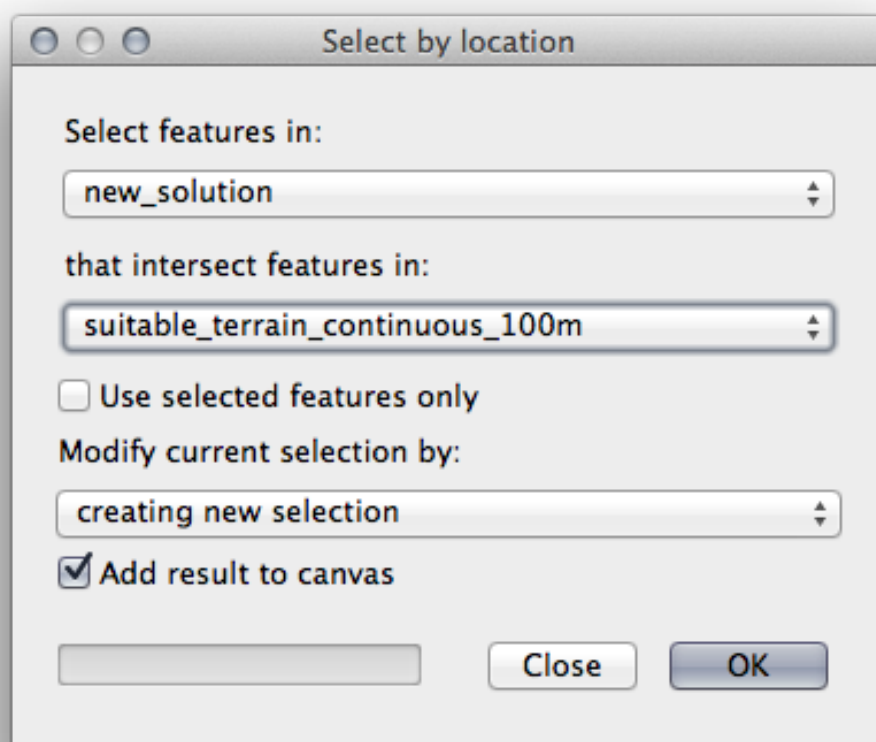 Select by location
Select features in:
new_solution
that intersect features in:
suitable_terrain_continuous_100m
Use selected features only
Modify current selection by:
creating new selection
Add result to canvas
Close OK